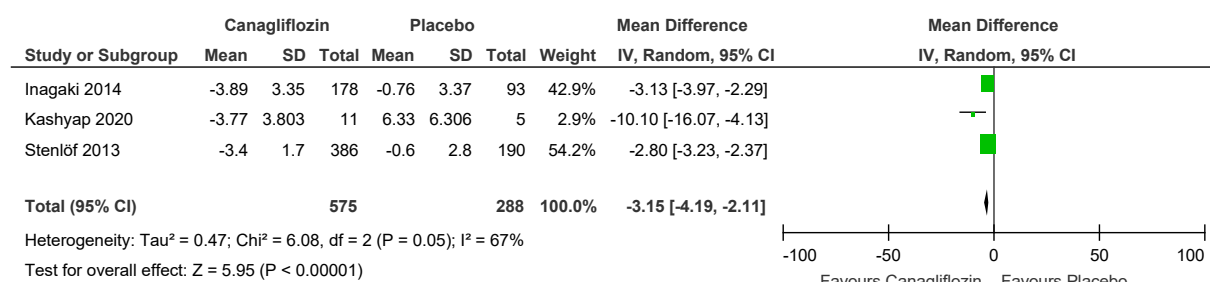 Canagliflozin Placebo Mean Difference Mean Difference
Study or Subgroup Mean SD Total Mean SD Total Weight IV, Random, 95% CI IV, Random, 95% CI
Inagaki 2014 -3.89 3.35 178 -0.76 3.37 93 42.9% -3.13 [-3.97, -2.29]
Kashyap 2020 -3.77 3.803 11 6.33 6.306 5 2.9% -10.10 [-16.07, -4.13]
Stenlöf 2013 -3.4 1.7 386 -0.6 2.8 190 54.2% -2.80 [-3.23, -2.37]
Total (95% CI) 575 288 100.0% -3.15 [-4.19, -2.11]
Heterogeneity: Tau² = 0.47; Chi² = 6.08, df = 2 (P = 0.05); I² = 67%
Test for overall effect: Z = 5.95 (P < 0.00001)
-100 -50 0 50 100
Favours Canagliflozin Favours Placebo